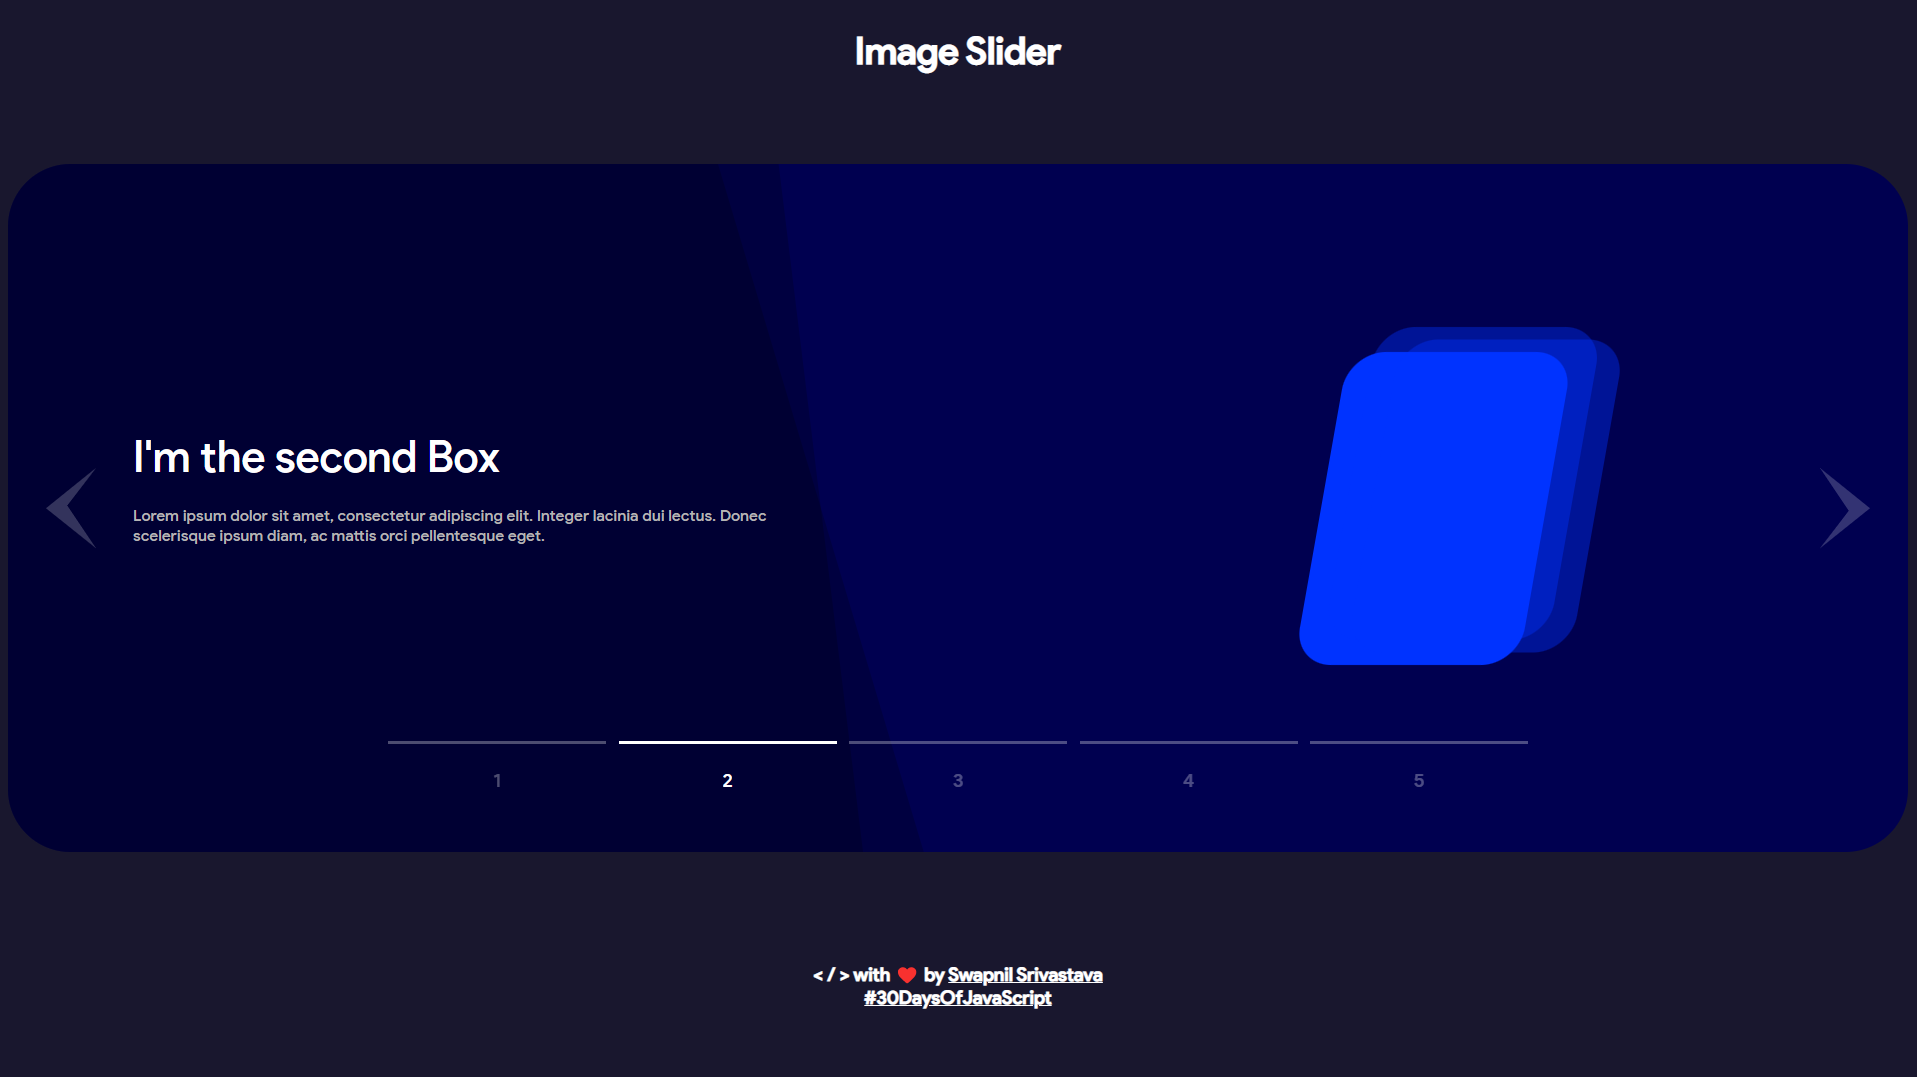 Image Slider
I'm the second Box
Lorem ipsum dolor sit amet, consectetur adipiscing elit. Integer lacinia dui lectus. Donec
scelerisque ipsum diam, ac mattis orci pellentesque eget.
1 2 3 4 5
< / > with ❤️ by Swapnil Srivastava
#30DaysOfJavaScript